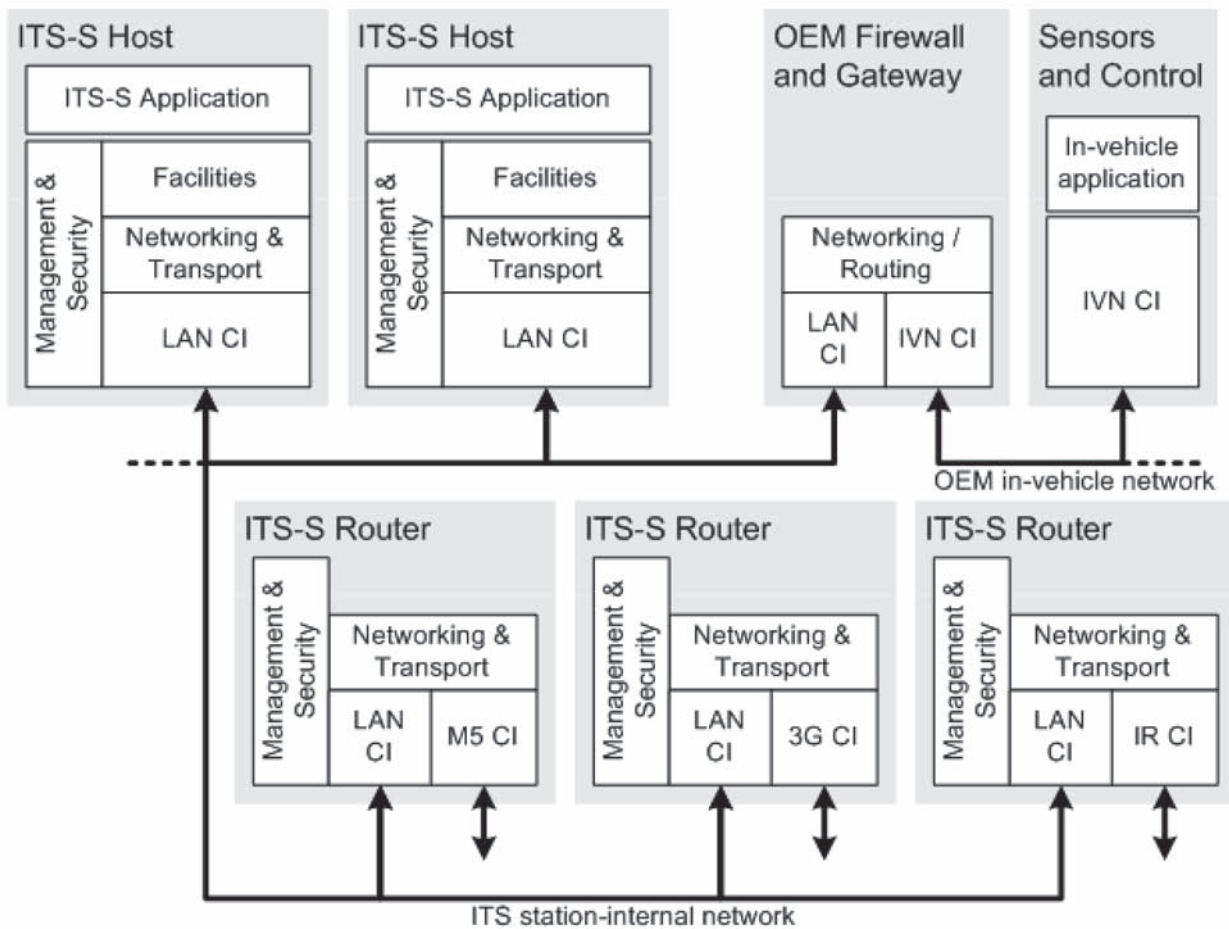 ITS-S Host
ITS-S Application
Management &
Security
Facilities
Networking &
Transport
LAN CI
ITS-S Host
ITS-S Application
Management &
Security
Facilities
Networking &
Transport
LAN CI
OEM Firewall
and Gateway
Networking /
Routing
LAN
CI
IVN CI
Sensors
and Control
In-vehicle
application
IVN CI
OEM in-vehicle network
ITS-S Router
Management &
Security
Networking &
Transport
LAN
CI
M5 CI
ITS-S Router
Management &
Security
Networking &
Transport
LAN
CI
3G CI
ITS-S Router
Management &
Security
Networking &
Transport
LAN
CI
IR CI
ITS station-internal network